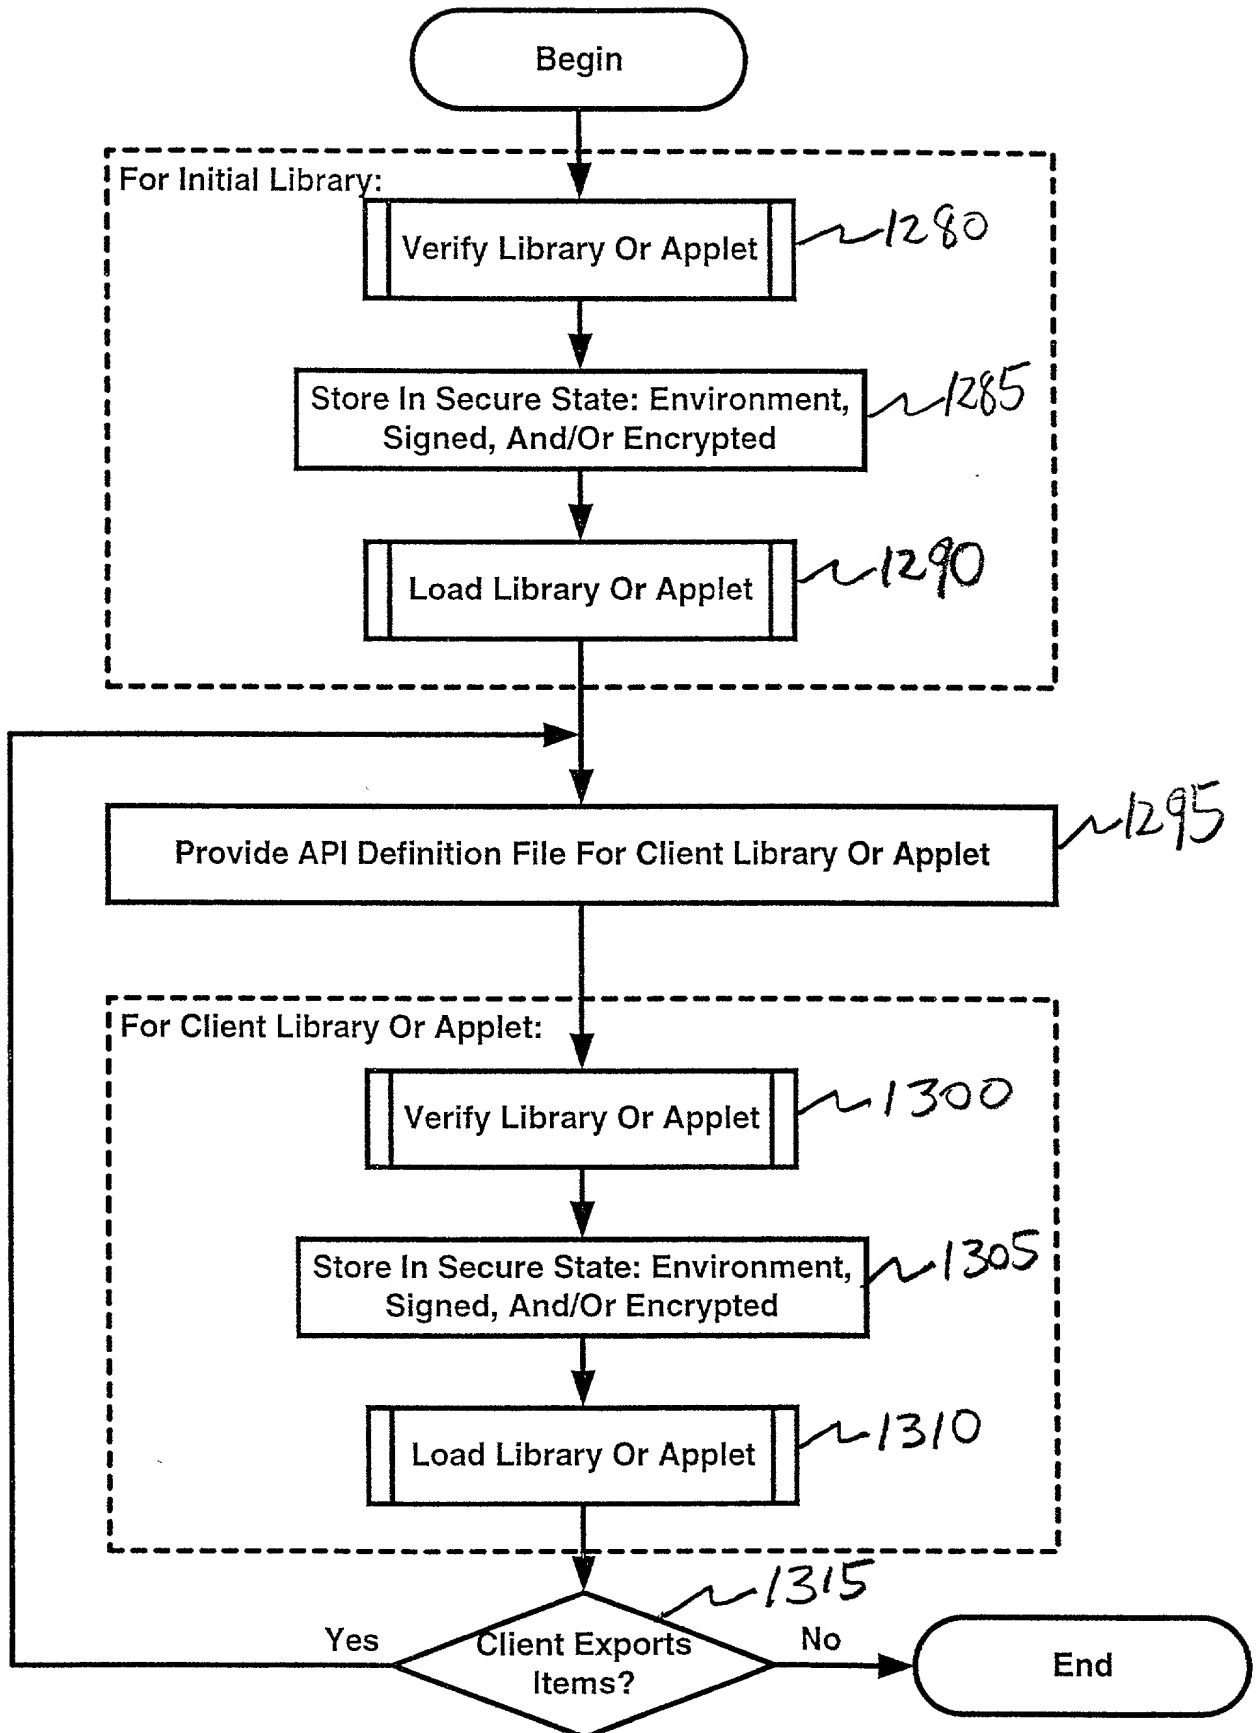 Begin
For Initial Library:
Verify Library Or Applet
1280
Store In Secure State: Environment,
Signed, And/Or Encrypted
1285
Load Library Or Applet
1290
Provide API Definition File For Client Library Or Applet
1295
For Client Library Or Applet:
Verify Library Or Applet
1300
Store In Secure State: Environment,
Signed, And/Or Encrypted
1305
Load Library Or Applet
1310
1315
Yes
Client Exports
Items?
No
End